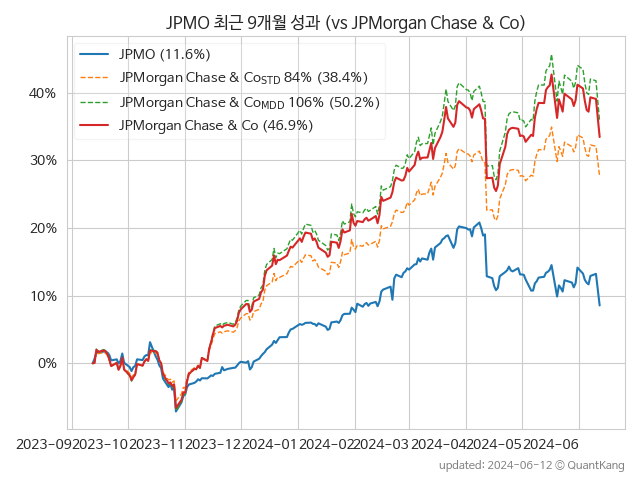 JPMO 최근 9개월 성과 (vs JPMorgan Chase & Co)
JPMO (11.6%)
JPMorgan Chase & Co_STD 84% (38.4%)
JPMorgan Chase & Co_MDD 106% (50.2%)
JPMorgan Chase & Co (46.9%)
40%
30%
20%
10%
0%
2023-09 2023-10 2023-11 2023-12 2024-01 2024-02 2024-03 2024-04 2024-05 2024-06
updated: 2024-06-12 © QuantKang